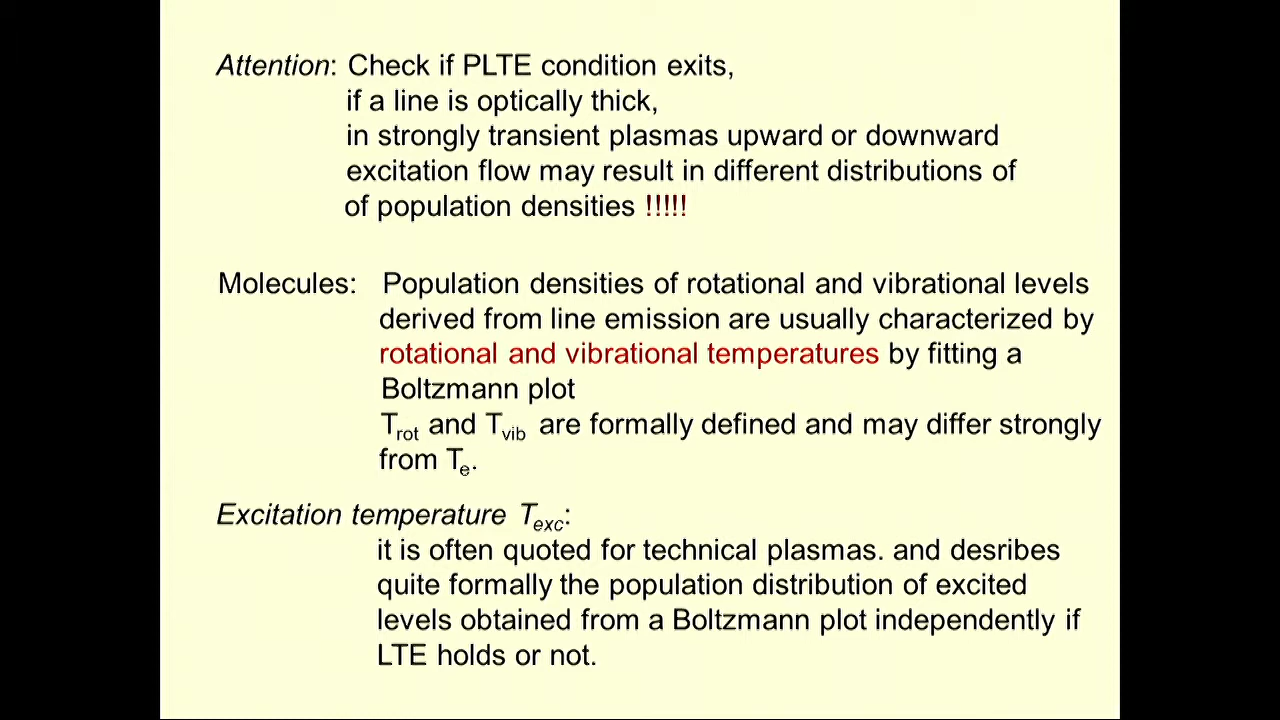 Attention: Check if PLTE condition exits,
if a line is optically thick,
in strongly transient plasmas upward or downward
excitation flow may result in different distributions of
of population densities !!!!!
Molecules: Population densities of rotational and vibrational levels
derived from line emission are usually characterized by
rotational and vibrational temperatures by fitting a
Boltzmann plot
Trot and Tvib are formally defined and may differ strongly
from Te.
Excitation temperature Texc:
it is often quoted for technical plasmas. and desribes
quite formally the population distribution of excited
levels obtained from a Boltzmann plot independently if
LTE holds or not.